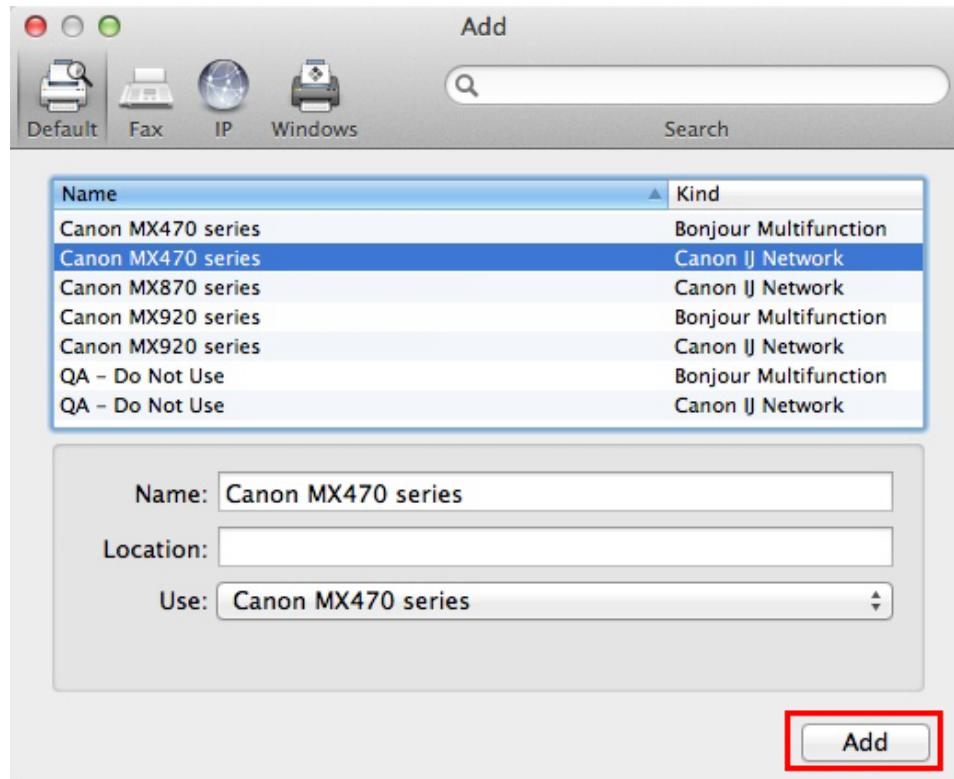 Add
Default Fax IP Windows Search
Name Kind
Canon MX470 series Bonjour Multifunction
Canon MX470 series Canon IJ Network
Canon MX870 series Canon IJ Network
Canon MX920 series Bonjour Multifunction
Canon MX920 series Canon IJ Network
QA – Do Not Use Bonjour Multifunction
QA – Do Not Use Canon IJ Network
Name: Canon MX470 series
Location:
Use: Canon MX470 series
Add